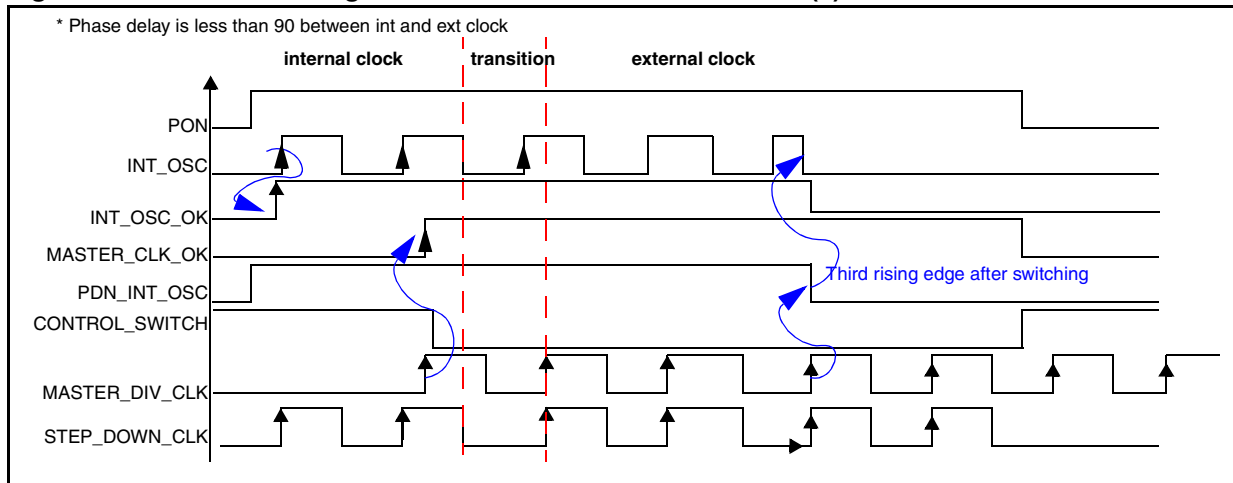 * Phase delay is less than 90 between int and ext clock
internal clock
transition
external clock
PON
INT_OSC
INT_OSC_OK
MASTER_CLK_OK
Third rising edge after switching
PDN_INT_OSC
CONTROL_SWITCH
MASTER_DIV_CLK
STEP_DOWN_CLK